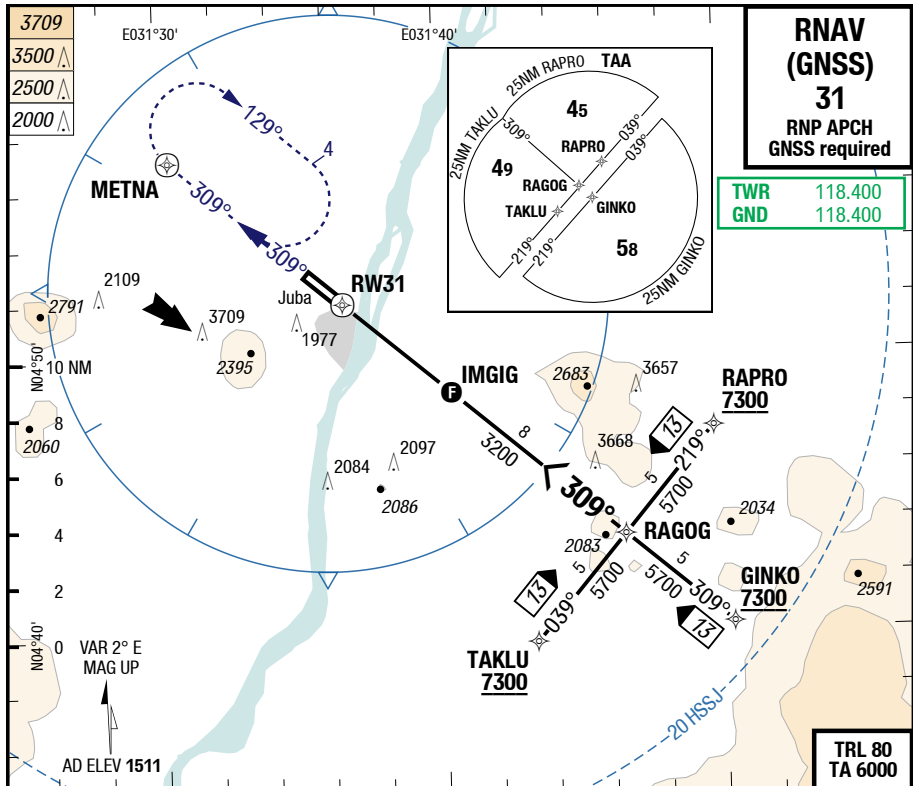 3709
3500
2500
2000
E031°30'
E031°40'
RNAV
(GNSS)
31
RNP APCH
GNSS required
TWR 118.400
GND 118.400
25NM RAPRO
TAA
25NM TAKLU
45
309°
039°
039°
RAPRO
49
RAGOG
TAKLU
GINKO
219°
219°
58
25NM GINKO
129°
4
METNA
309°
309°
RW31
Juba
2109
2791
3709
1977
2395
N04°50'
10 NM
IMGIG
F
2683
3657
RAPRO
7300
13
219°
5
5700
8
3200
3668
2060
8
2097
2084
6
2086
309°
RAGOG
2034
4
2083
5
5700
5
5700
309°
GINKO
7300
2591
13
13
039°
2
TAKLU
7300
N04°40'
0
VAR 2° E
MAG UP
20 HSSJ
AD ELEV 1511
TRL 80
TA 6000